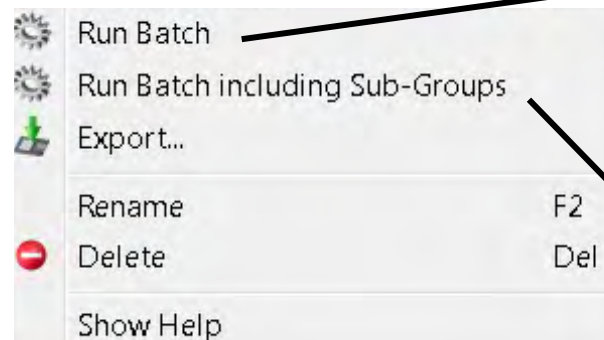 Run Batch
Run Batch including Sub-Groups
Export...
Rename F2
Delete Del
Show Help